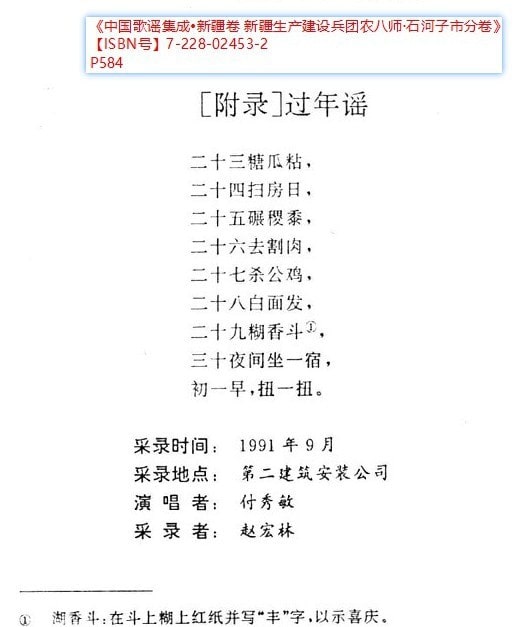 《中国歌谣集成•新疆卷 新疆生产建设兵团农八师·石河子市分卷》
【ISBN号】7-228-02453-2
P584
[附录]过年谣
二十三糖瓜粘，
二十四扫房日，
二十五碾稷黍，
二十六去割肉，
二十七杀公鸡，
二十八白面发，
二十九糊香斗①，
三十夜间坐一宿，
初一早，扭一扭。
采录时间： 1991年9月
采录地点： 第二建筑安装公司
演唱者： 付秀敏
采录者： 赵宏林
① 湖香斗：在斗上糊上红纸并写“丰”字，以示喜庆。